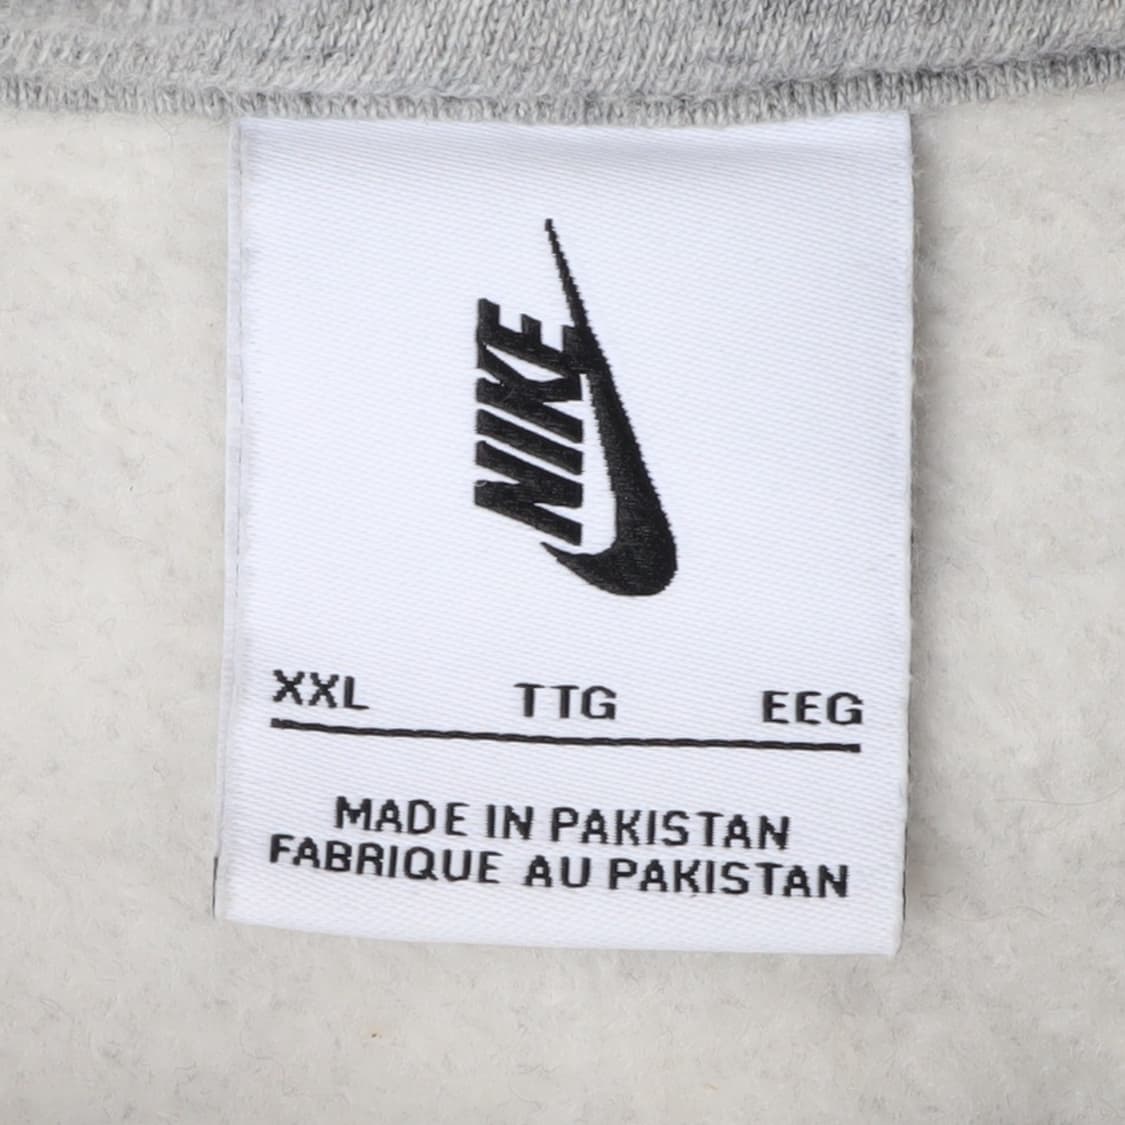 NIKE
XXL TTG EEG
MADE IN PAKISTAN
FABRIQUE AU PAKISTAN